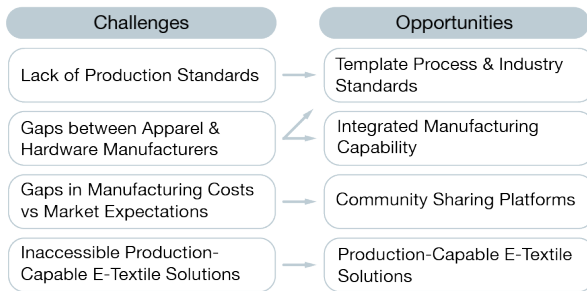 Challenges
Opportunities
Lack of Production Standards
Template Process & Industry
Standards
Gaps between Apparel &
Hardware Manufacturers
Integrated Manufacturing
Capability
Gaps in Manufacturing Costs
vs Market Expectations
Community Sharing Platforms
Inaccessible Production-
Capable E-Textile Solutions
Production-Capable E-Textile
Solutions